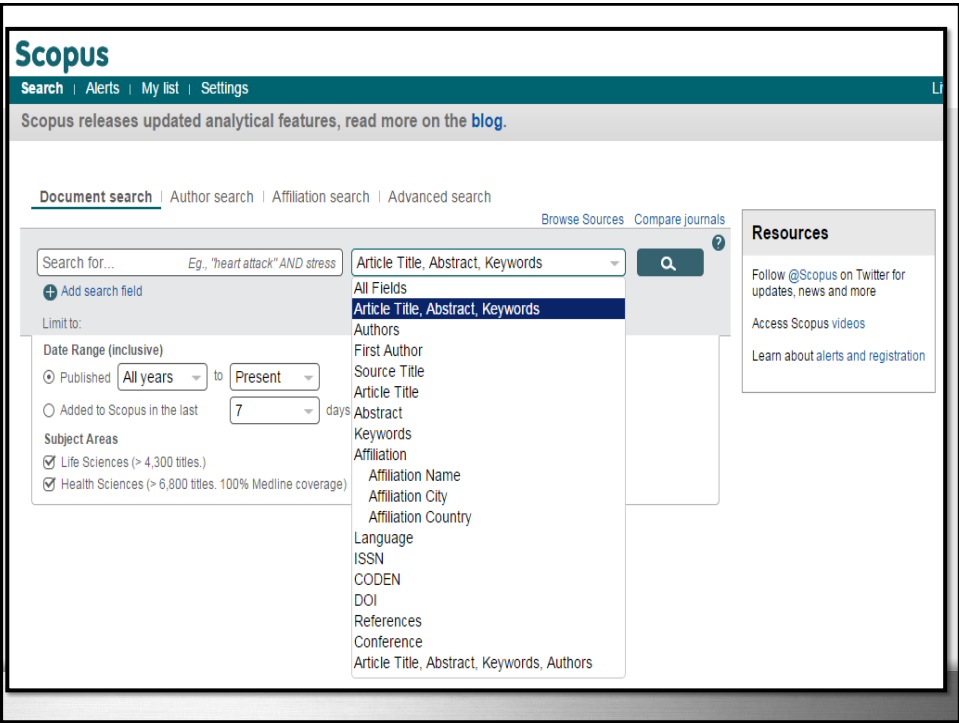 Scopus
Search | Alerts | My list | Settings Li
Scopus releases updated analytical features, read more on the blog.
Document search | Author search | Affiliation search | Advanced search
Browse Sources Compare journals
?
Search for... Eg., "heart attack" AND stress
Article Title, Abstract, Keywords
Add search field
Limit to:
Date Range (inclusive)
Published All years to Present
Added to Scopus in the last 7 days
Subject Areas
Life Sciences (> 4,300 titles.)
Health Sciences (> 6,800 titles. 100% Medline coverage)
All Fields
Article Title, Abstract, Keywords
Authors
First Author
Source Title
Article Title
Abstract
Keywords
Affiliation
Affiliation Name
Affiliation City
Affiliation Country
Language
ISSN
CODEN
DOI
References
Conference
Article Title, Abstract, Keywords, Authors
Resources
Follow @Scopus on Twitter for
updates, news and more
Access Scopus videos
Learn about alerts and registration